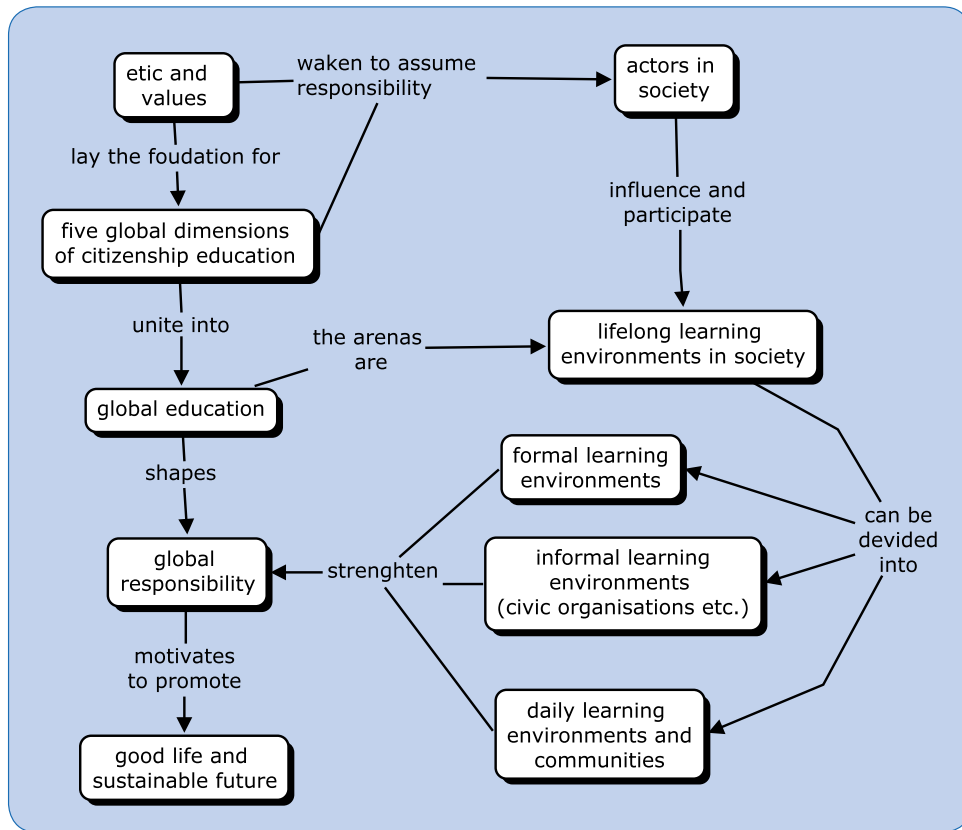 etic and
values
waken to assume
responsibility
actors in
society
lay the foudation for
influence and
participate
five global dimensions
of citizenship education
unite into
the arenas
are
lifelong learning
environments in society
global education
shapes
formal learning
environments
can be
devided
into
global
responsibility
strenghten
informal learning
environments
(civic organisations etc.)
motivates
to promote
daily learning
environments and
communities
good life and
sustainable future